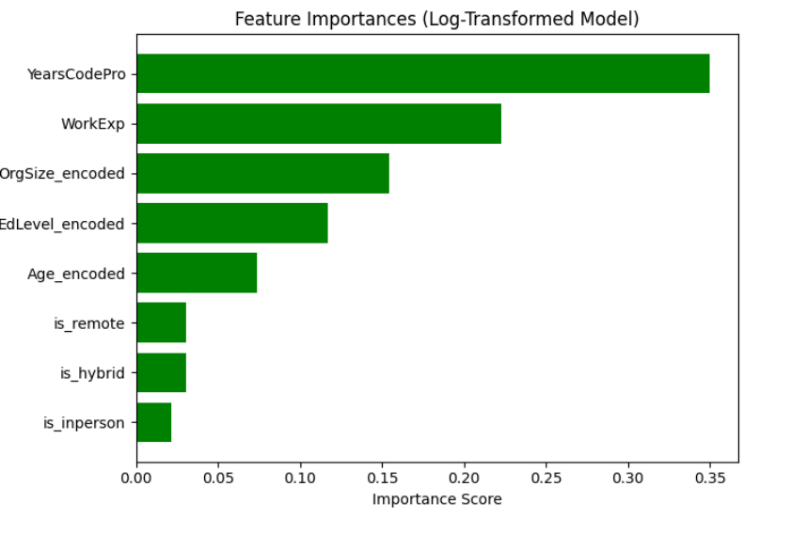 Feature Importances (Log-Transformed Model)
YearsCodePro
WorkExp
OrgSize_encoded
EdLevel_encoded
Age_encoded
is_remote
is_hybrid
is_inperson
0.00 0.05 0.10 0.15 0.20 0.25 0.30 0.35
Importance Score